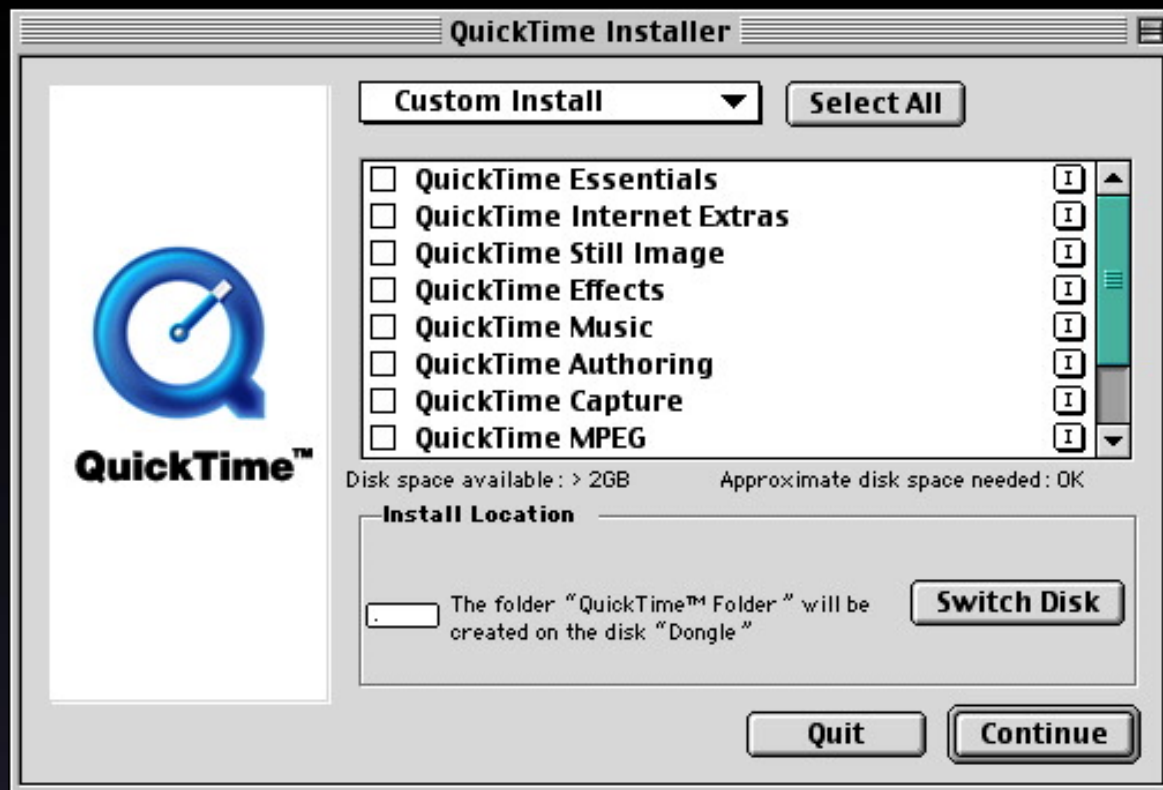 QuickTime Installer
Custom Install
Select All
QuickTime Essentials I
QuickTime Internet Extras I
QuickTime Still Image I
QuickTime Effects I
QuickTime Music I
QuickTime Authoring I
QuickTime Capture I
QuickTime MPEG I
QuickTime™
Disk space available: > 2GB
Approximate disk space needed: OK
Install Location
The folder “QuickTime™ Folder” will be
created on the disk “Dongle”
Switch Disk
Quit
Continue